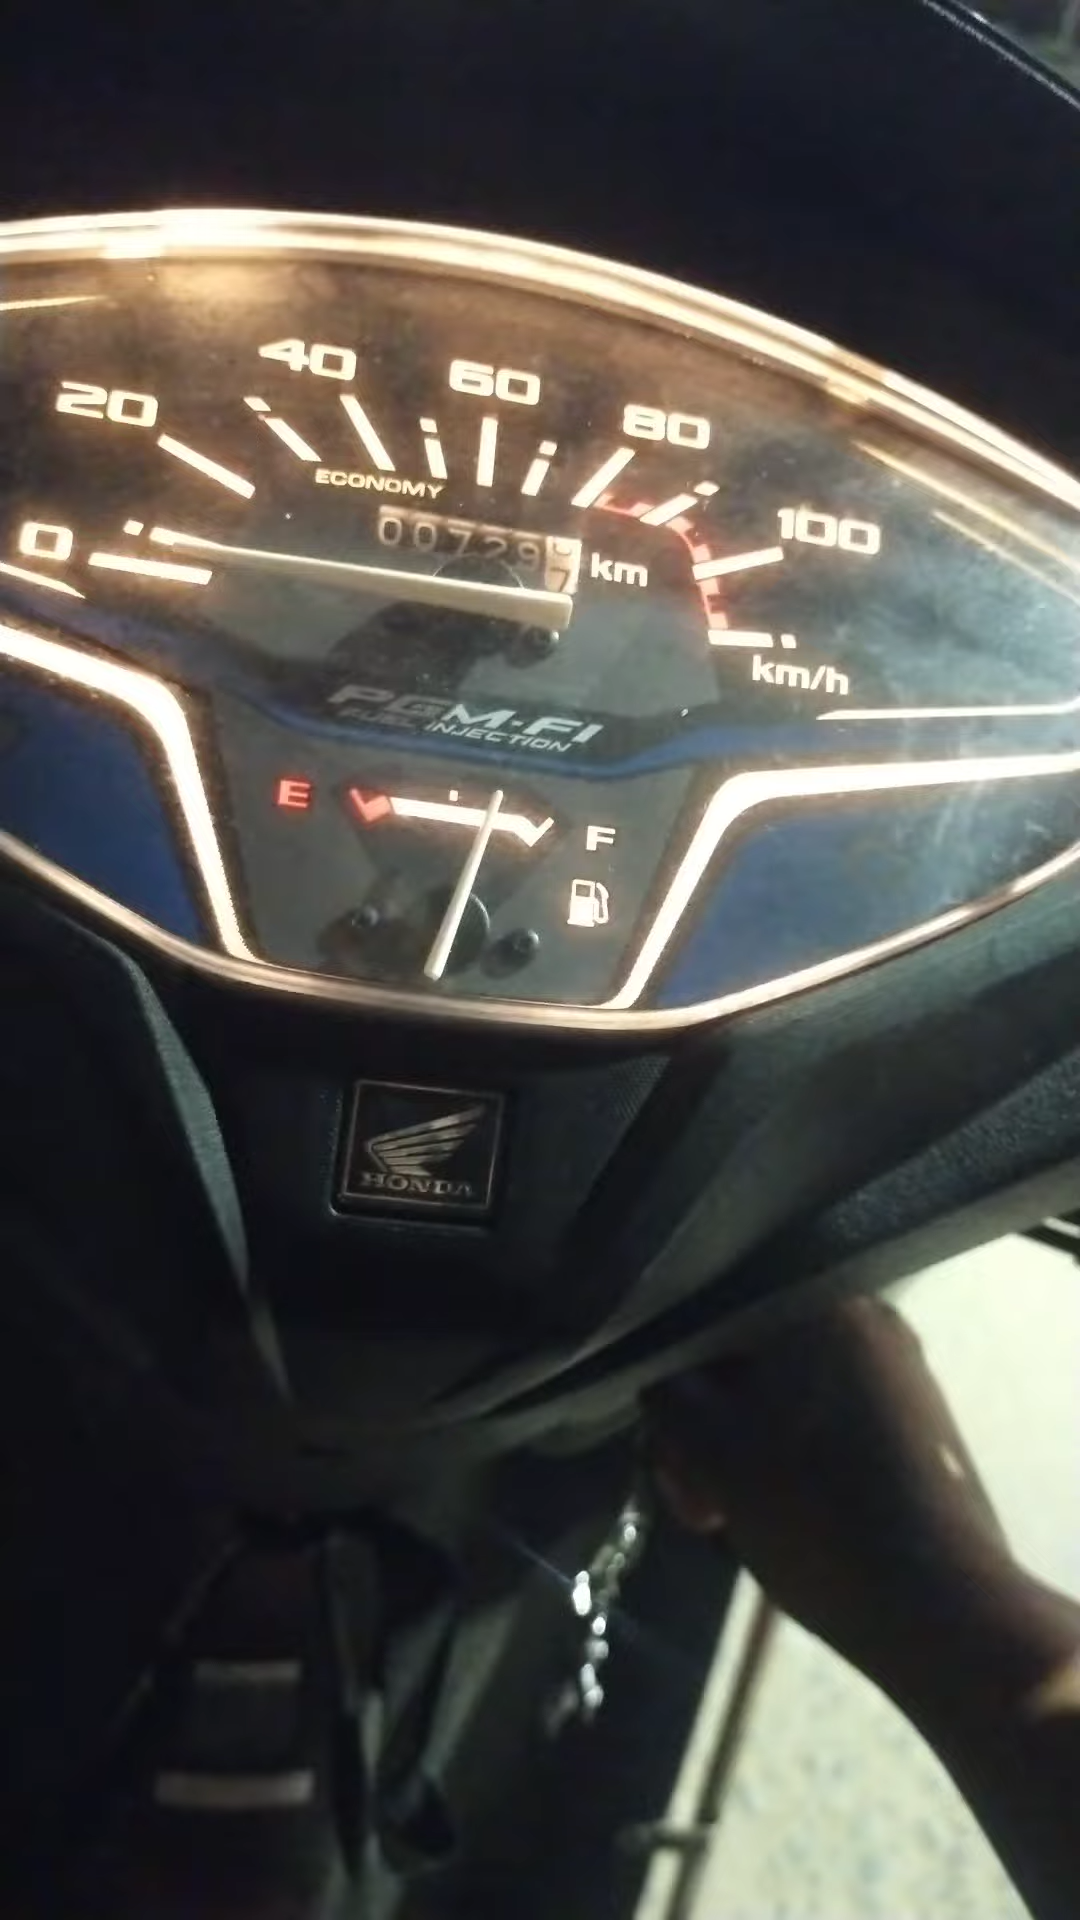 0 20 40 60 80 100
ECONOMY
00729 km
km/h
PGM-FI
FUEL INJECTION
E F
HONDA